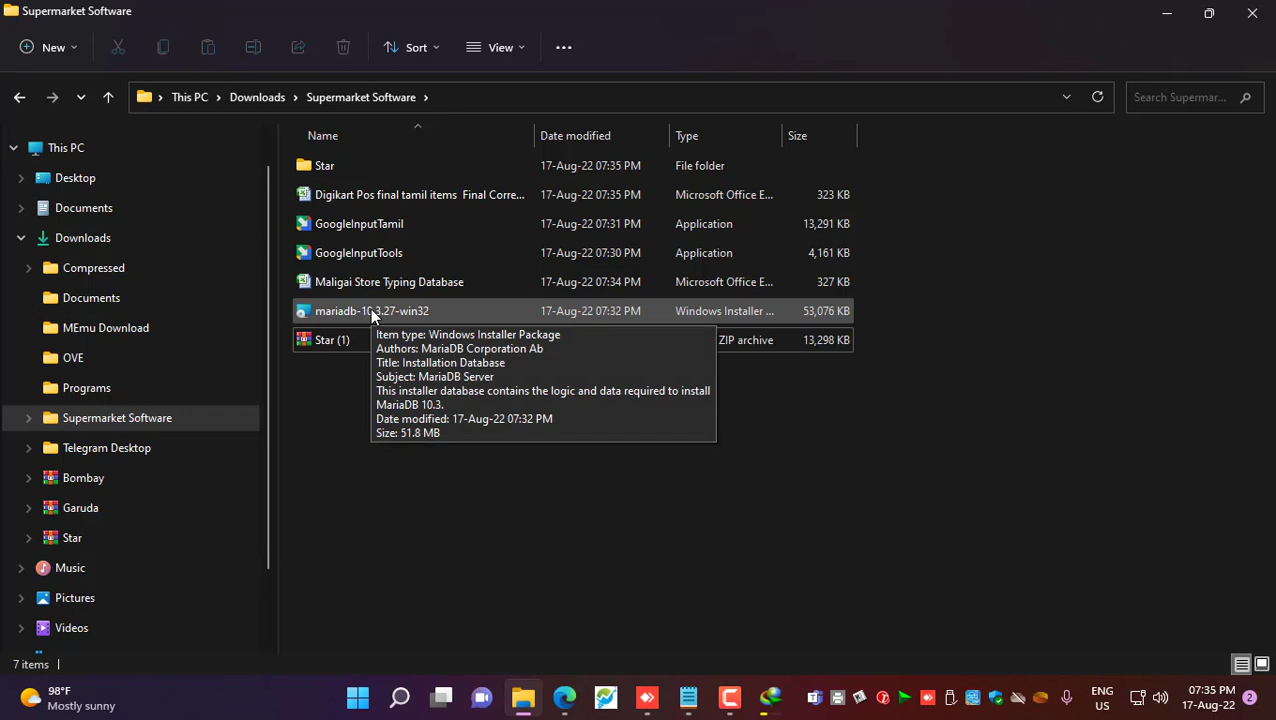 Supermarket Software
New
Sort
View
This PC > Downloads > Supermarket Software >
Search Supermar...
This PC
Desktop
Documents
Downloads
Compressed
Documents
MEmu Download
OVE
Programs
Supermarket Software
Telegram Desktop
Bombay
Garuda
Star
Music
Pictures
Videos
Name Date modified Type Size
Star 17-Aug-22 07:35 PM File folder
Digikart Pos final tamil items Final Corre... 17-Aug-22 07:35 PM Microsoft Office E... 323 KB
GoogleInputTamil 17-Aug-22 07:31 PM Application 13,291 KB
GoogleInputTools 17-Aug-22 07:30 PM Application 4,161 KB
Maligai Store Typing Database 17-Aug-22 07:34 PM Microsoft Office E... 327 KB
mariadb-10.3.27-win32 17-Aug-22 07:32 PM Windows Installer ... 53,076 KB
Star (1) ZIP archive 13,298 KB
Item type: Windows Installer Package
Authors: MariaDB Corporation Ab
Title: Installation Database
Subject: MariaDB Server
This installer database contains the logic and data required to install
MariaDB 10.3.
Date modified: 17-Aug-22 07:32 PM
Size: 51.8 MB
7 items
98°F
Mostly sunny
ENG
US
07:35 PM
17-Aug-22
2